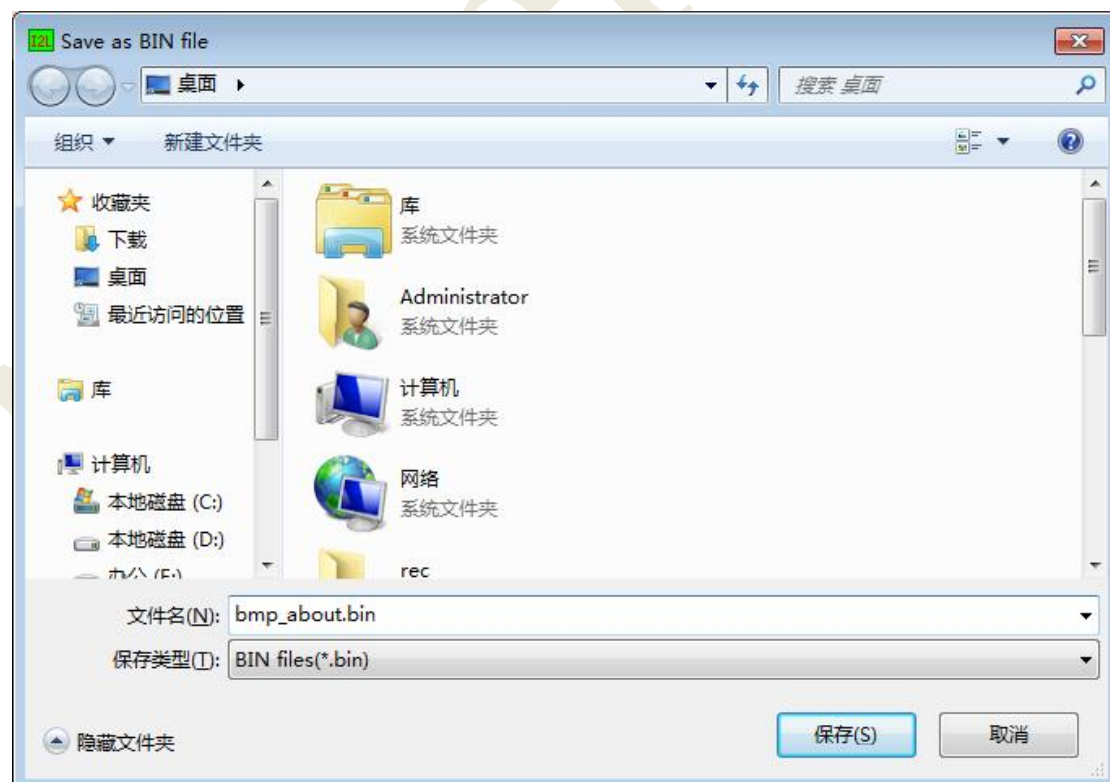 I2L Save as BIN file
桌面
搜索 桌面
组织
新建文件夹
收藏夹
下载
桌面
最近访问的位置
库
计算机
本地磁盘 (C:)
本地磁盘 (D:)
办公 (E:)
库
系统文件夹
Administrator
系统文件夹
计算机
系统文件夹
网络
系统文件夹
rec
文件名(N): bmp_about.bin
保存类型(T): BIN files(*.bin)
隐藏文件夹
保存(S)
取消